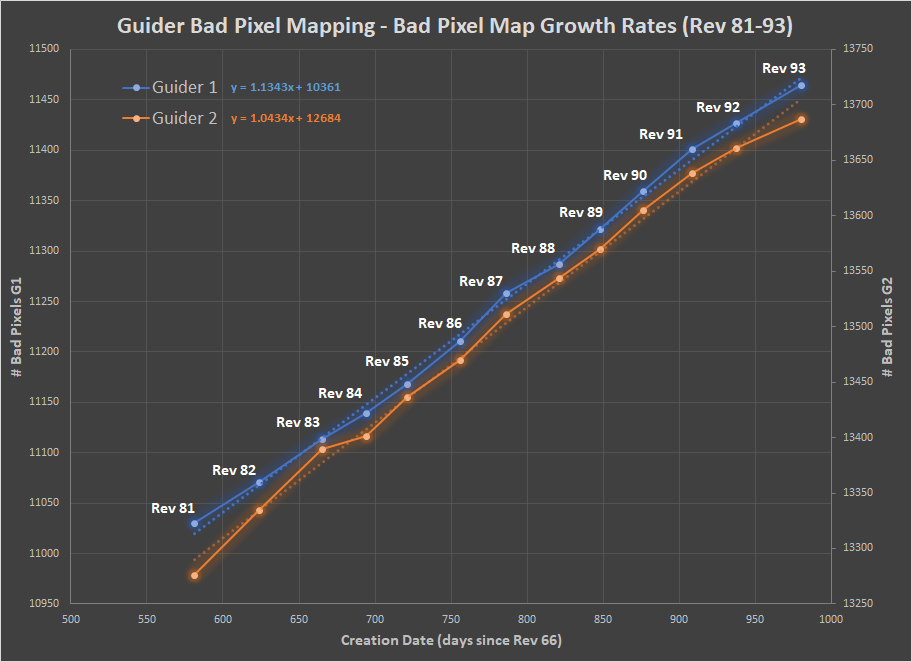 Guider Bad Pixel Mapping - Bad Pixel Map Growth Rates (Rev 81-93)
11500
11450
11400
11350
11300
11250
11200
11150
11100
11050
11000
10950
# Bad Pixels G1
Guider 1 y = 1.1343x + 10361
Guider 2 y = 1.0434x + 12684
Rev 93
Rev 92
Rev 91
Rev 90
Rev 89
Rev 88
Rev 87
Rev 86
Rev 85
Rev 84
Rev 83
Rev 82
Rev 81
13750
13700
13650
13600
13550
13500
13450
13400
13350
13300
13250
# Bad Pixels G2
500 550 600 650 700 750 800 850 900 950 1000
Creation Date (days since Rev 66)